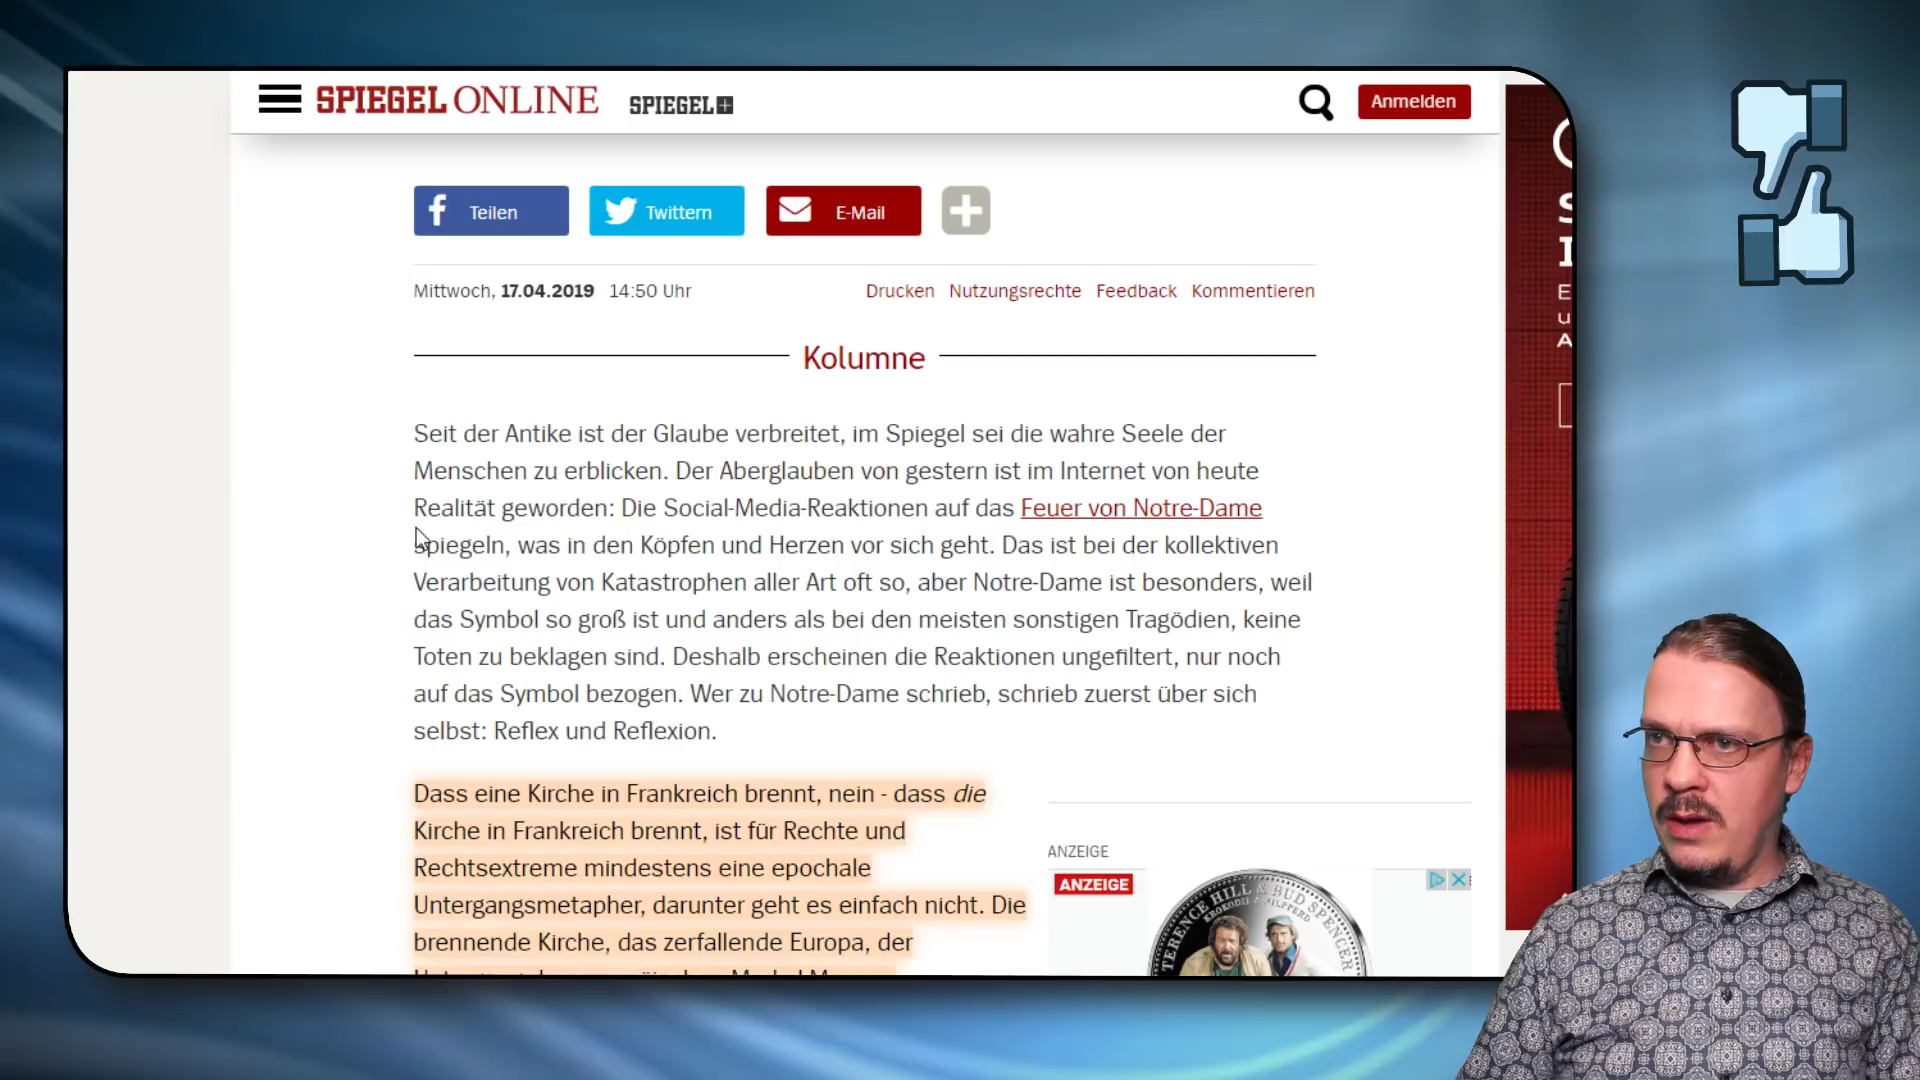 SPIEGEL ONLINE SPIEGEL+ Anmelden
Teilen Twittern E-Mail
Mittwoch, 17.04.2019 14:50 Uhr Drucken Nutzungsrechte Feedback Kommentieren
Kolumne
Seit der Antike ist der Glaube verbreitet, im Spiegel sei die wahre Seele der
Menschen zu erblicken. Der Aberglauben von gestern ist im Internet von heute
Realität geworden: Die Social-Media-Reaktionen auf das Feuer von Notre-Dame
spiegeln, was in den Köpfen und Herzen vor sich geht. Das ist bei der kollektiven
Verarbeitung von Katastrophen aller Art oft so, aber Notre-Dame ist besonders, weil
das Symbol so groß ist und anders als bei den meisten sonstigen Tragödien, keine
Toten zu beklagen sind. Deshalb erscheinen die Reaktionen ungefiltert, nur noch
auf das Symbol bezogen. Wer zu Notre-Dame schrieb, schrieb zuerst über sich
selbst: Reflex und Reflexion.
Dass eine Kirche in Frankreich brennt, nein - dass die
Kirche in Frankreich brennt, ist für Rechte und
Rechtsextreme mindestens eine epochale
Untergangsmetapher, darunter geht es einfach nicht. Die
brennende Kirche, das zerfallende Europa, der
ANZEIGE
ANZEIGE
TERENCE HILL & BUD SPENCER